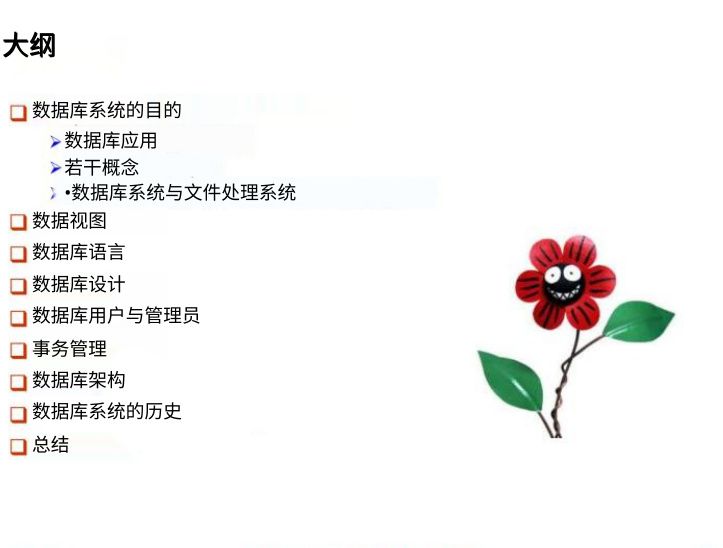 大纲
数据库系统的目的
数据库应用
若干概念
•数据库系统与文件处理系统
数据视图
数据库语言
数据库设计
数据库用户与管理员
事务管理
数据库架构
数据库系统的历史
总结